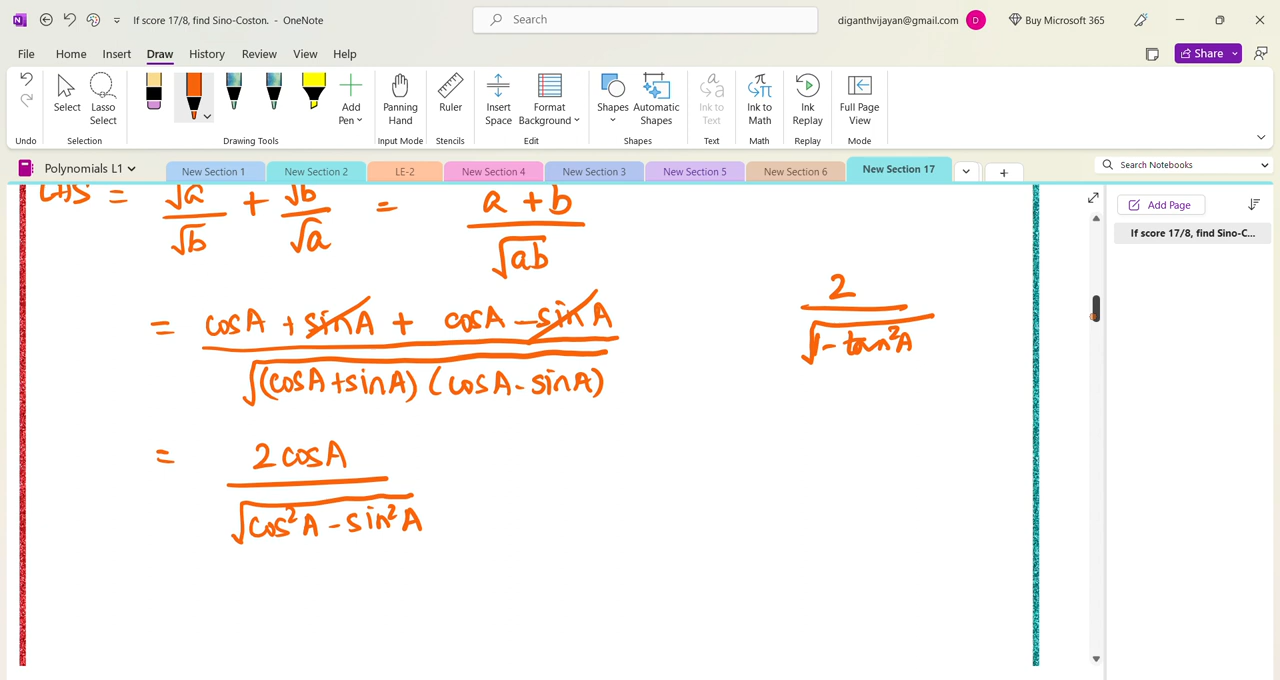 If score 17/8, find Sino-Coston. - OneNote
Search
diganthvijayan@gmail.com D
Buy Microsoft 365
File Home Insert Draw History Review View Help
Share
Undo
Select
Lasso Select
Add Pen
Panning Hand
Ruler
Insert Space
Format Background
Shapes
Automatic Shapes
Ink to Text
Ink to Math
Ink Replay
Full Page View
Undo Selection Drawing Tools Input Mode Stencils Edit Shapes Text Math Replay Mode
Polynomials L1
New Section 1 New Section 2 LE-2 New Section 4 New Section 3 New Section 5 New Section 6 New Section 17
Search Notebooks
Add Page
If score 17/8, find Sino-C...
LHS = √a/√b + √b/√a = (a + b)/√ab
= (cosA + sinA + cosA - sinA)/√((cosA + sinA)(cosA - sinA))
2/√(1 - tan²A)
= 2 cosA/√(cos²A - sin²A)